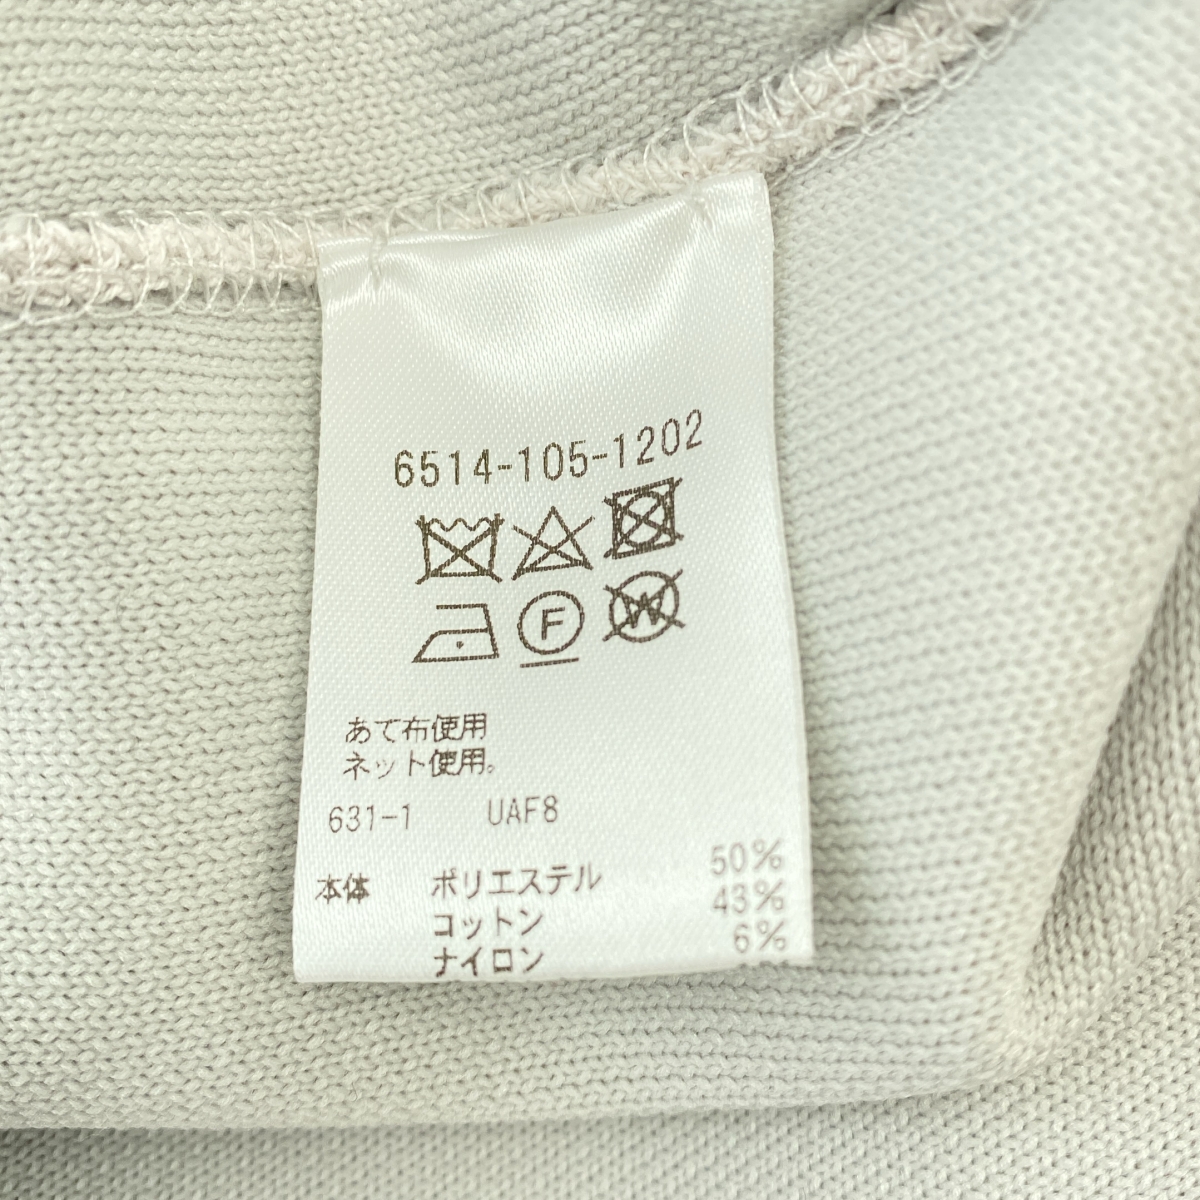 6514-105-1202
F
W
あて布使用
ネット使用。
631-1 UAF8
本体 ポリエステル 50%
コットン 43%
ナイロン 6%